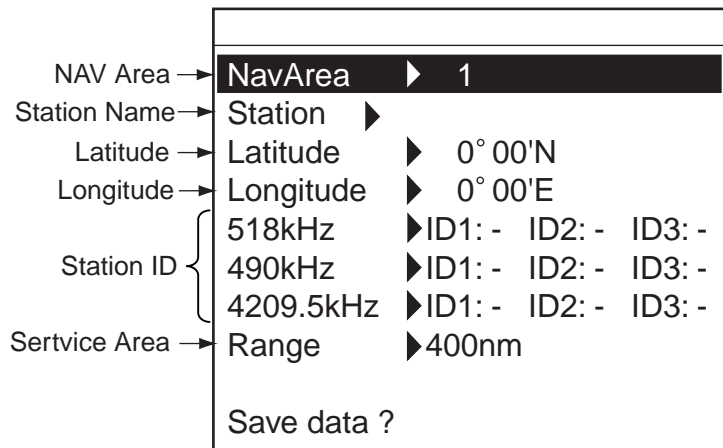 NAV Area NavArea 1
Station Name Station
Latitude Latitude 0°00'N
Longitude Longitude 0°00'E
518kHz ID1: - ID2: - ID3: -
Station ID 490kHz ID1: - ID2: - ID3: -
4209.5kHz ID1: - ID2: - ID3: -
Sertvice Area Range 400nm
Save data ?